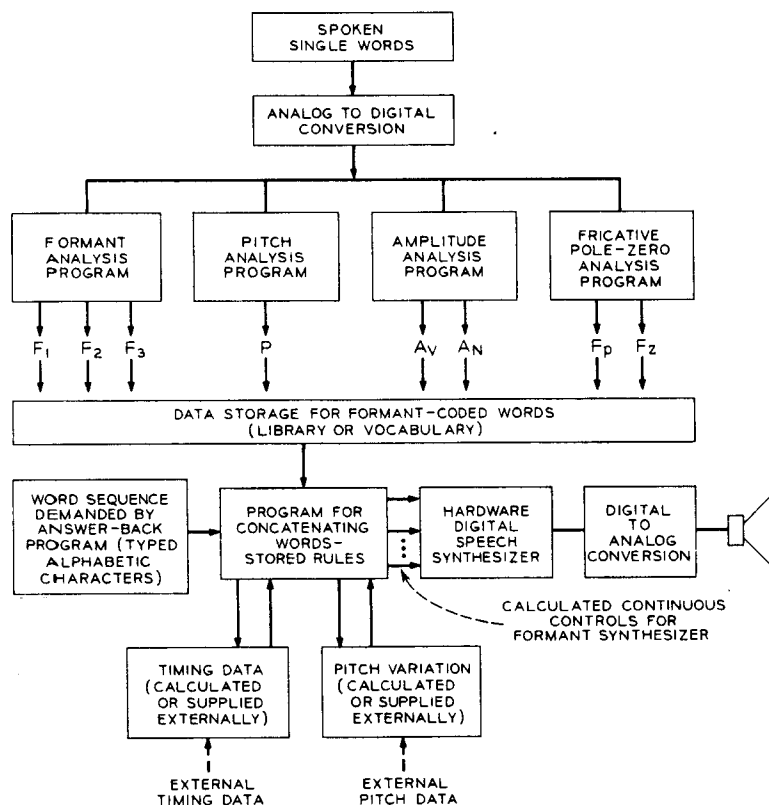 SPOKEN
SINGLE WORDS
ANALOG TO DIGITAL
CONVERSION
FORMANT
ANALYSIS
PROGRAM
PITCH
ANALYSIS
PROGRAM
AMPLITUDE
ANALYSIS
PROGRAM
FRICATIVE
POLE-ZERO
ANALYSIS
PROGRAM
F1 F2 F3 P AV AN Fp Fz
DATA STORAGE FOR FORMANT-CODED WORDS
(LIBRARY OR VOCABULARY)
WORD SEQUENCE
DEMANDED BY
ANSWER-BACK
PROGRAM (TYPED
ALPHABETIC
CHARACTERS)
PROGRAM FOR
CONCATENATING
WORDS-
STORED RULES
HARDWARE
DIGITAL
SPEECH
SYNTHESIZER
DIGITAL
TO
ANALOG
CONVERSION
CALCULATED CONTINUOUS
CONTROLS FOR
FORMANT SYNTHESIZER
TIMING DATA
(CALCULATED
OR SUPPLIED
EXTERNALLY)
PITCH VARIATION
(CALCULATED
OR SUPPLIED
EXTERNALLY)
EXTERNAL
TIMING DATA
EXTERNAL
PITCH DATA